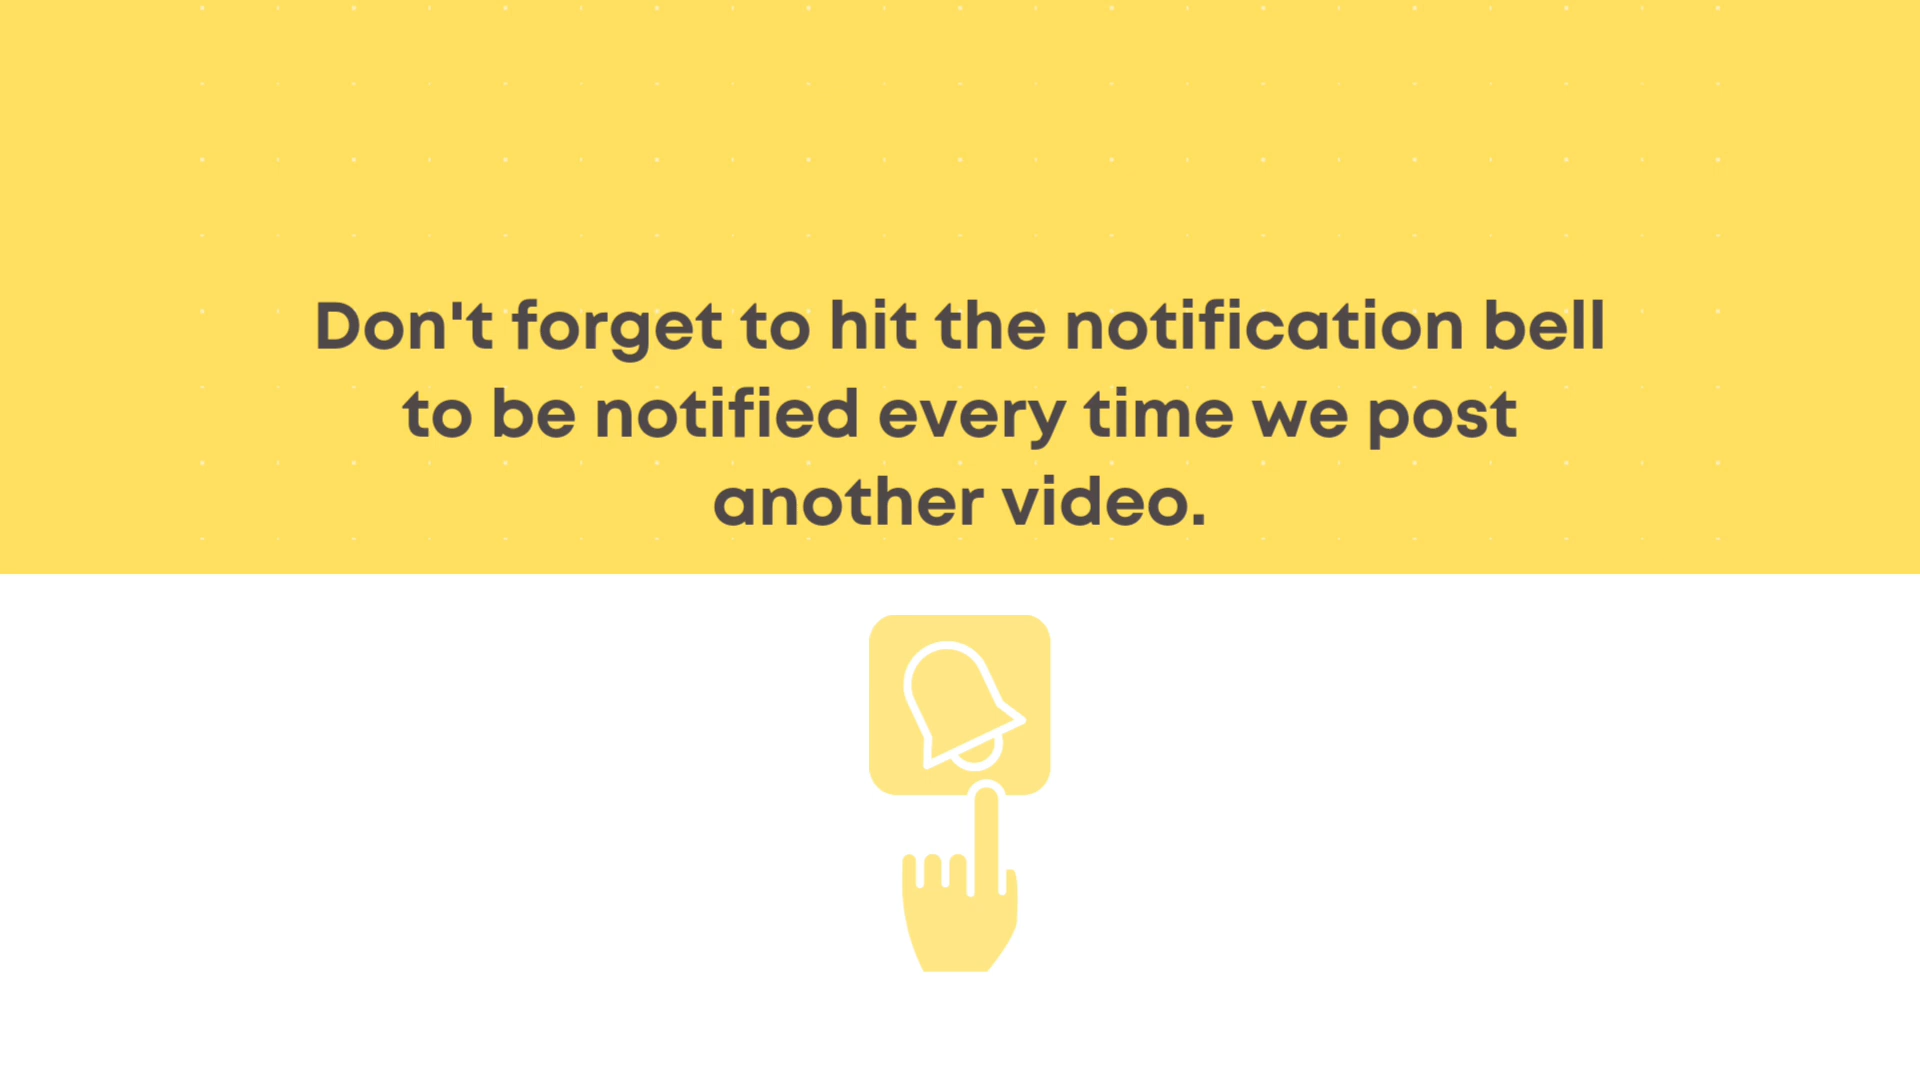 Don't forget to hit the notification bell
to be notified every time we post
another video.